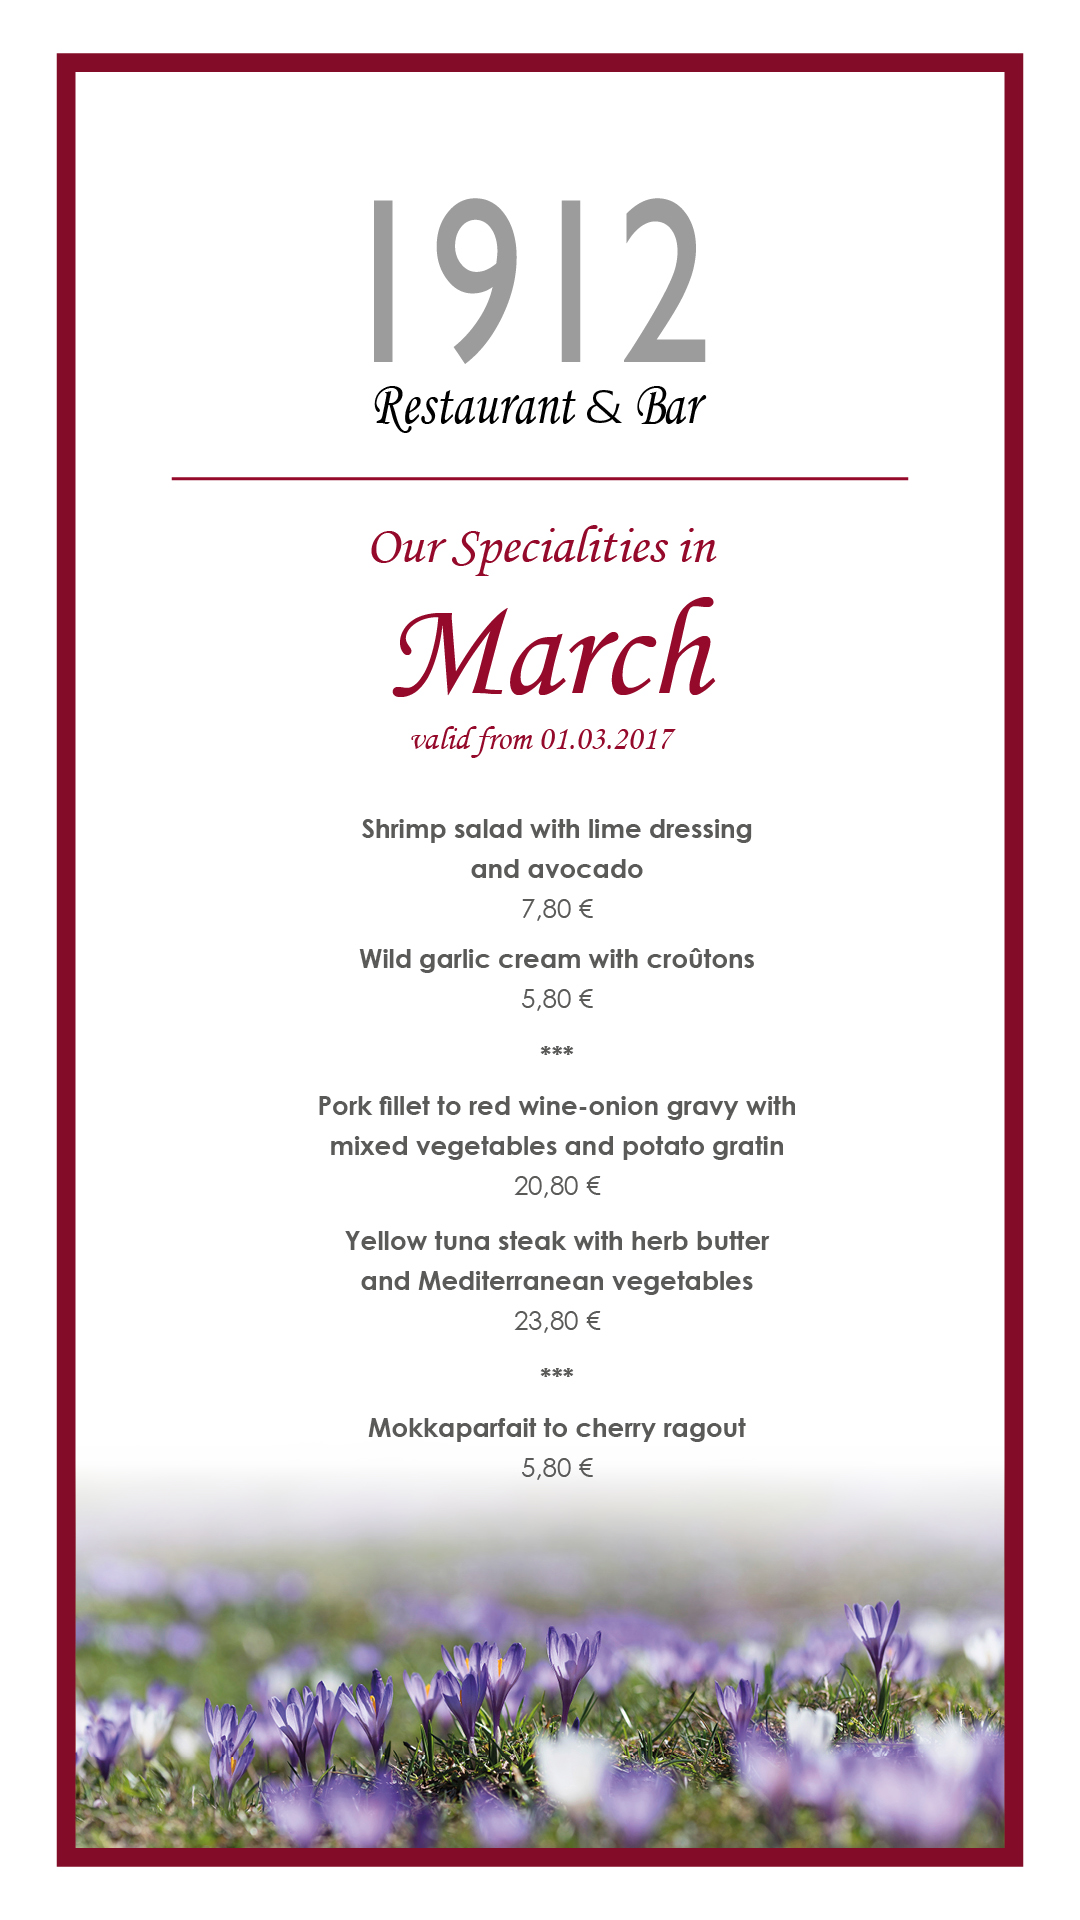 1912
Restaurant & Bar
Our Specialities in
March
valid from 01.03.2017
Shrimp salad with lime dressing
and avocado
7,80 €
Wild garlic cream with croûtons
5,80 €
***
Pork fillet to red wine-onion gravy with
mixed vegetables and potato gratin
20,80 €
Yellow tuna steak with herb butter
and Mediterranean vegetables
23,80 €
***
Mokkaparfait to cherry ragout
5,80 €